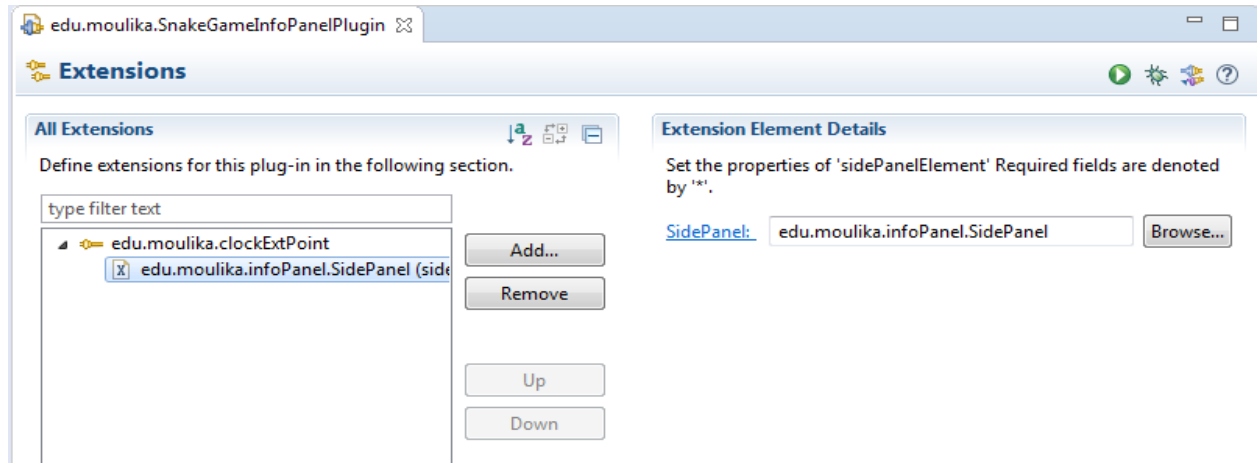 edu.moulika.SnakeGameInfoPanelPlugin
Extensions
All Extensions
Define extensions for this plug-in in the following section.
type filter text
edu.moulika.clockExtPoint
edu.moulika.infoPanel.SidePanel (side
Add...
Remove
Up
Down
Extension Element Details
Set the properties of 'sidePanelElement' Required fields are denoted
by '*'.
SidePanel: edu.moulika.infoPanel.SidePanel Browse...